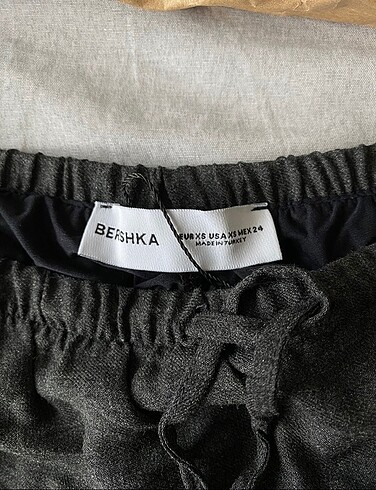 BERSHKA
EUR XS USA XS MEX 24
MADE IN TURKEY